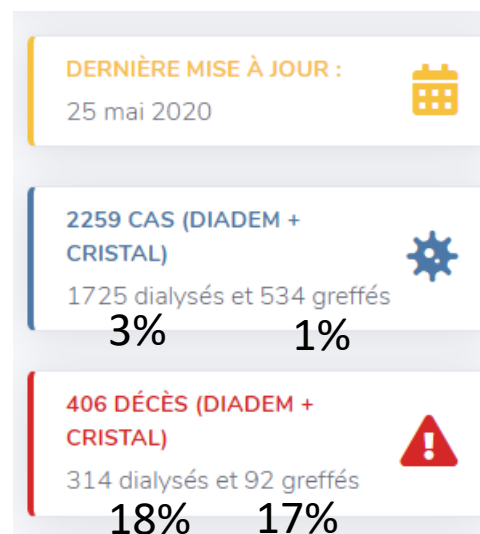 DERNIÈRE MISE À JOUR :
25 mai 2020
2259 CAS (DIADEM +
CRISTAL)
1725 dialysés et 534 greffés
3% 1%
406 DÉCÈS (DIADEM +
CRISTAL)
314 dialysés et 92 greffés
18% 17%